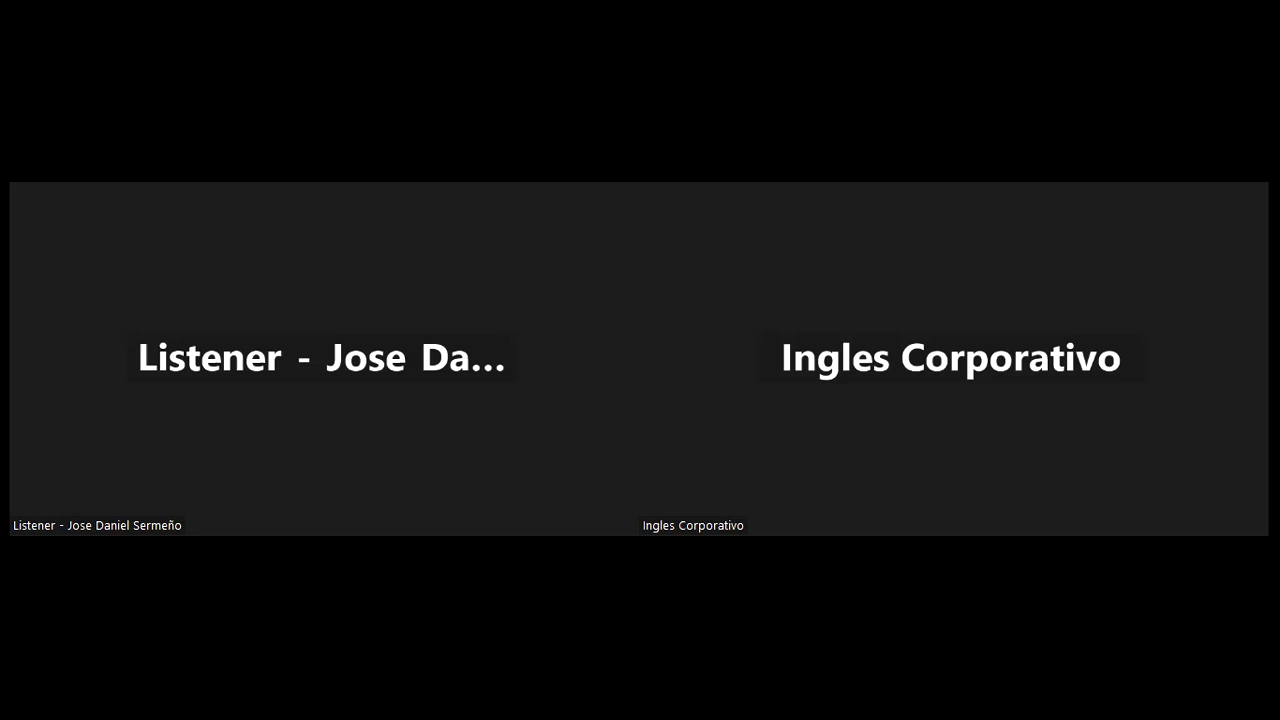 Listener - Jose Da...
Ingles Corporativo
Listener - Jose Daniel Sermeño
Ingles Corporativo